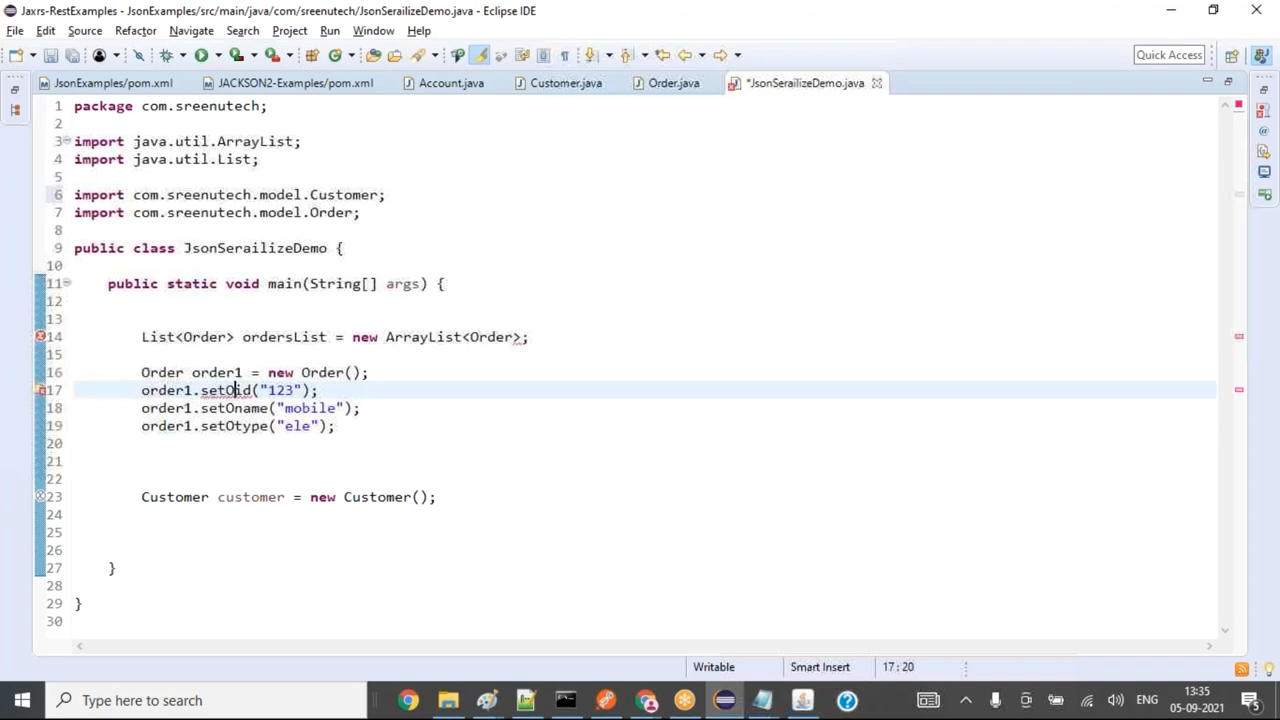 Jaxrs-RestExamples - JsonExamples/src/main/java/com/sreenutech/JsonSerailizeDemo.java - Eclipse IDE
File Edit Source Refactor Navigate Search Project Run Window Help
Quick Access
JsonExamples/pom.xml JACKSON2-Examples/pom.xml Account.java Customer.java Order.java *JsonSerailizeDemo.java
1 package com.sreenutech;
2
3 import java.util.ArrayList;
4 import java.util.List;
5
6 import com.sreenutech.model.Customer;
7 import com.sreenutech.model.Order;
8
9 public class JsonSerailizeDemo {
10
11 public static void main(String[] args) {
12
13
14 List<Order> ordersList = new ArrayList<Order>;
15
16 Order order1 = new Order();
17 order1.setOid("123");
18 order1.setOname("mobile");
19 order1.setOtype("ele");
20
21
22
23 Customer customer = new Customer();
24
25
26
27 }
28
29 }
30
Writable Smart Insert 17 : 20
Type here to search
ENG
13:35
05-09-2021
5